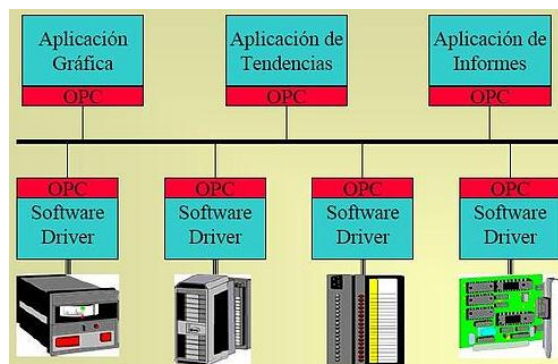 Aplicación
Gráfica
OPC
Aplicación de
Tendencias
OPC
Aplicación de
Informes
OPC
OPC
Software
Driver
OPC
Software
Driver
OPC
Software
Driver
OPC
Software
Driver